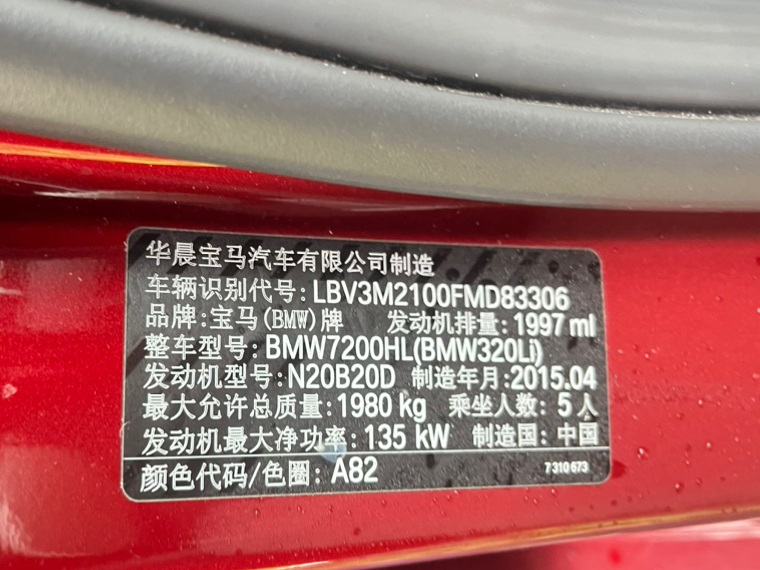 华晨宝马汽车有限公司制造
车辆识别代号:LBV3M2100FMD83306
品牌:宝马(BMW)牌 发动机排量:1997 ml
整车型号:BMW7200HL(BMW320Li)
发动机型号:N20B20D 制造年月:2015.04
最大允许总质量:1980 kg 乘坐人数: 5 人
发动机最大净功率: 135 kW 制造国: 中国
颜色代码/色圈: A82 7 310 673